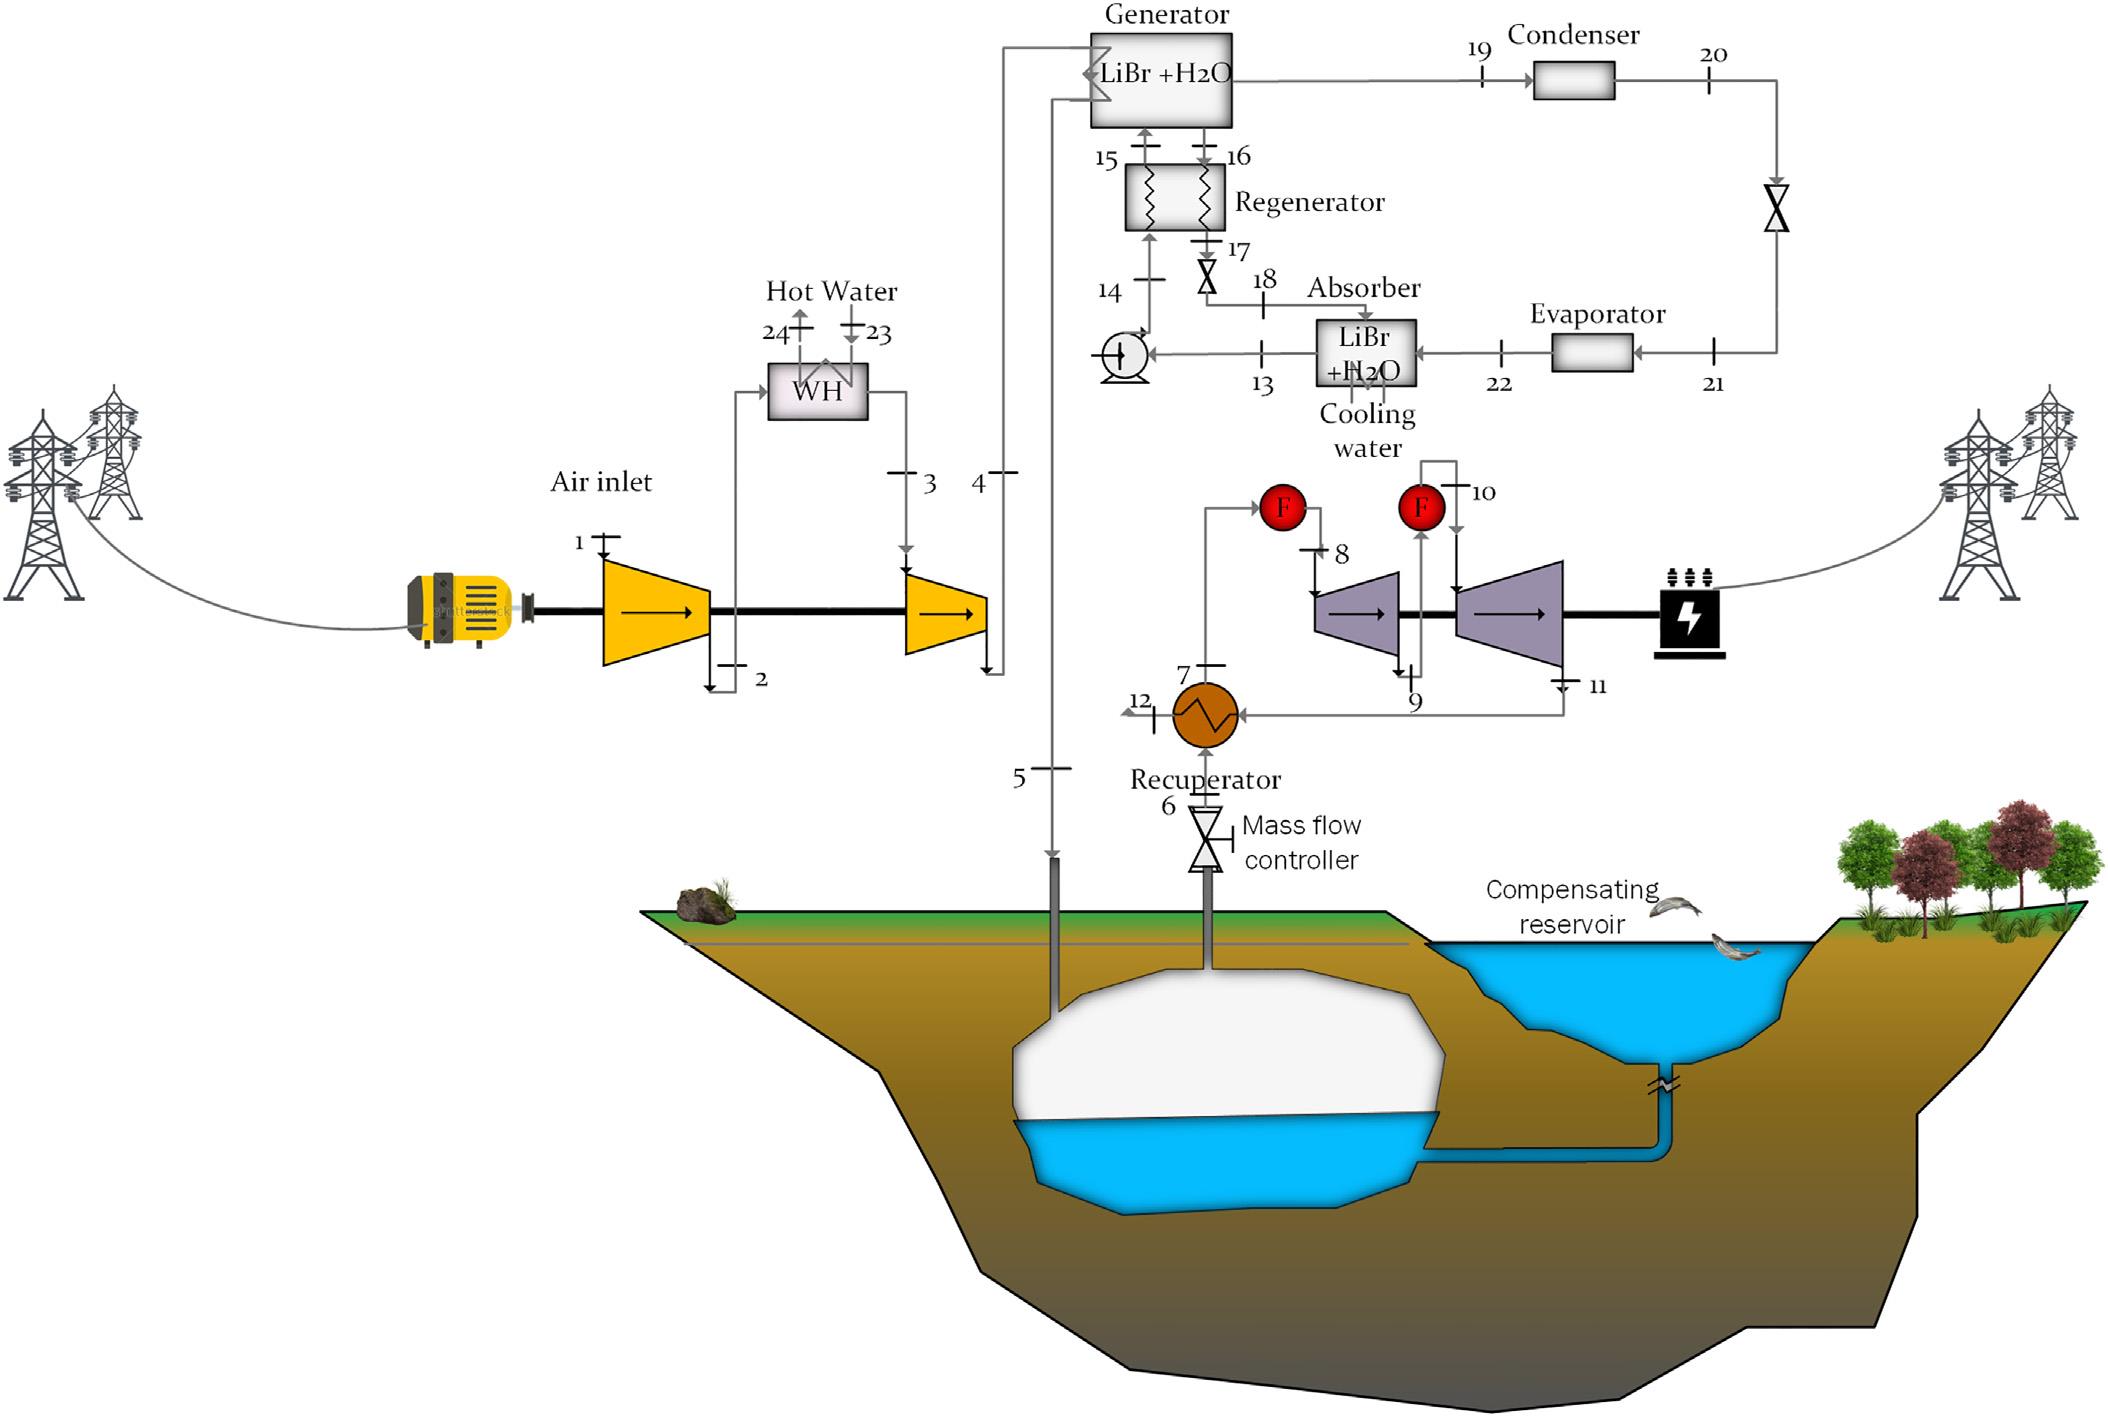 Generator
LiBr +H2O
19
Condenser
20
15
16
Regenerator
17
14
18
Absorber
LiBr
+H2O
Cooling
water
13
22
Evaporator
21
Hot Water
24
23
WH
Air inlet
1
2
3
4
shutterstock
F
F
8
10
7
9
11
12
5
Recuperator
6
Mass flow
controller
Compensating
reservoir